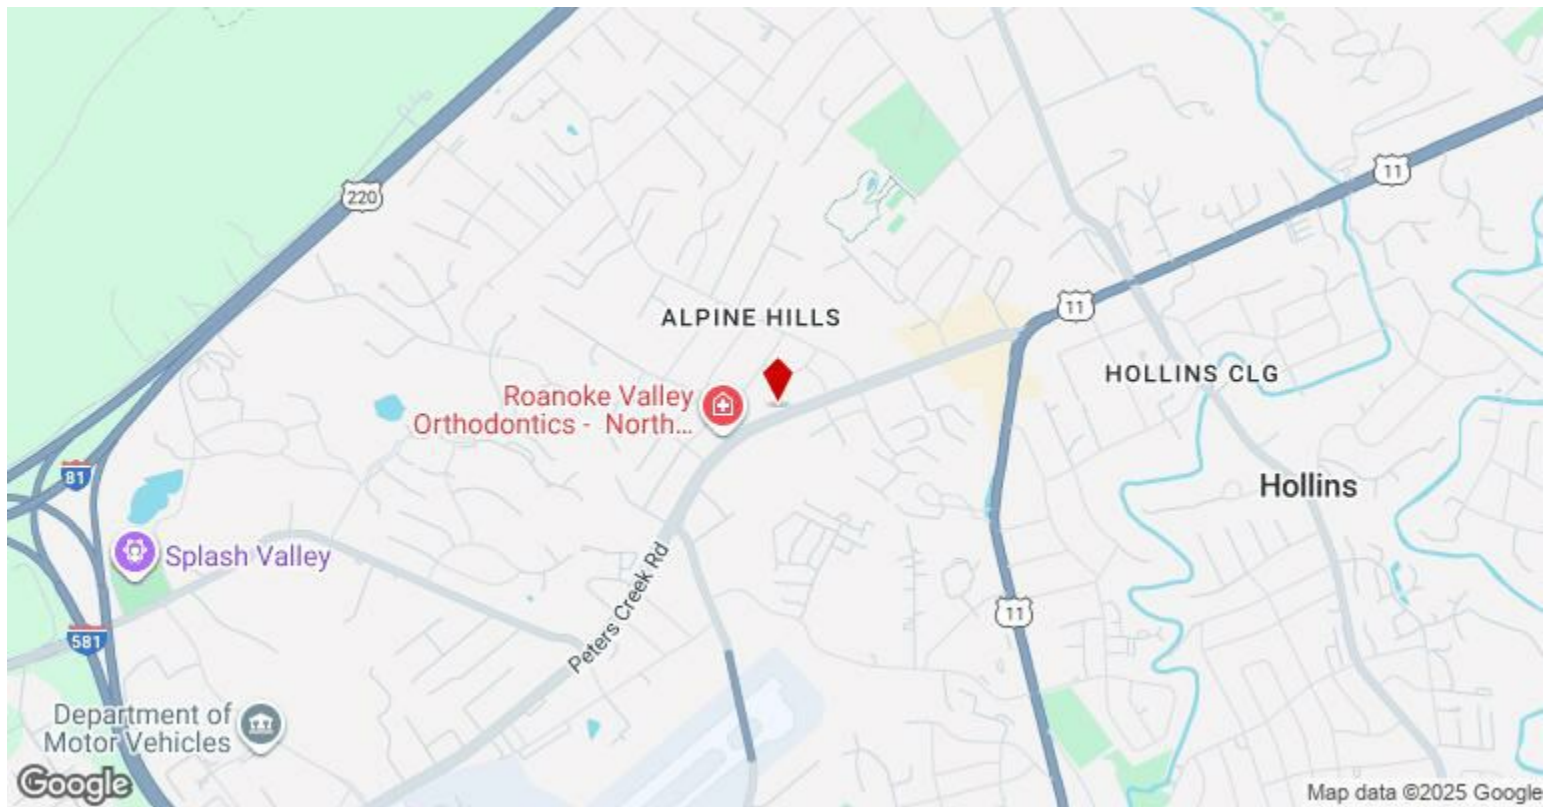 220
11
11
ALPINE HILLS
HOLLINS CLG
Roanoke Valley
Orthodontics - North...
81
Hollins
Splash Valley
Peters Creek Rd
11
581
Department of
Motor Vehicles
Google
Map data ©2025 Google